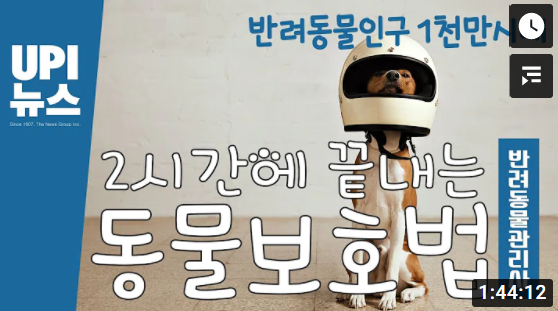 반려동물인구 1천만시
UPI
뉴스
Since 1807. The News Group Inc.
2시간에 끝내는
동물보호법
반려동물관리사
1:44:12